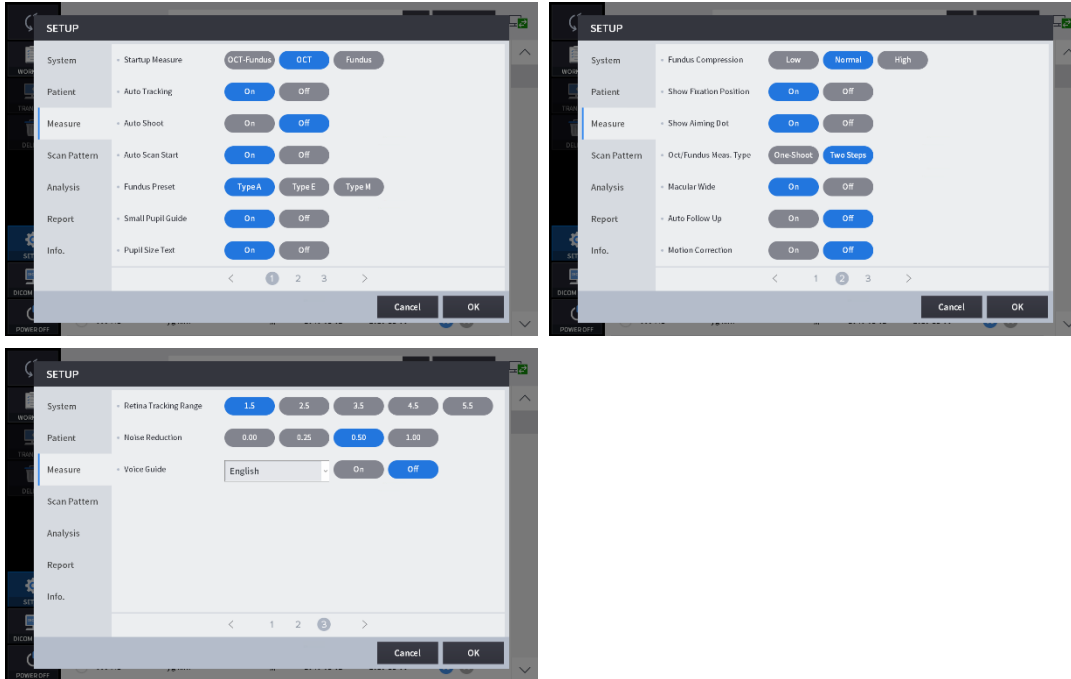 SETUP
System
Patient
Measure
Scan Pattern
Analysis
Report
Info.
Startup Measure OCT-Fundus OCT Fundus
Auto Tracking On Off
Auto Shoot On Off
Auto Scan Start On Off
Fundus Preset Type A Type E Type M
Small Pupil Guide On Off
Pupil Size Text On Off
< 1 2 3 >
Cancel OK
POWER OFF
SETUP
System
Patient
Measure
Scan Pattern
Analysis
Report
Info.
Fundus Compression Low Normal High
Show Fixation Position On Off
Show Aiming Dot On Off
Oct/Fundus Meas. Type One-Shoot Two Steps
Macular Wide On Off
Auto Follow Up On Off
Motion Correction On Off
< 1 2 3 >
Cancel OK
DICOM
POWER OFF
SETUP
System
Patient
Measure
Scan Pattern
Analysis
Report
Info.
Retina Tracking Range 1.5 2.5 3.5 4.5 5.5
Noise Reduction 0.00 0.25 0.50 1.00
Voice Guide English On Off
< 1 2 3 >
Cancel OK
DICOM
POWER OFF